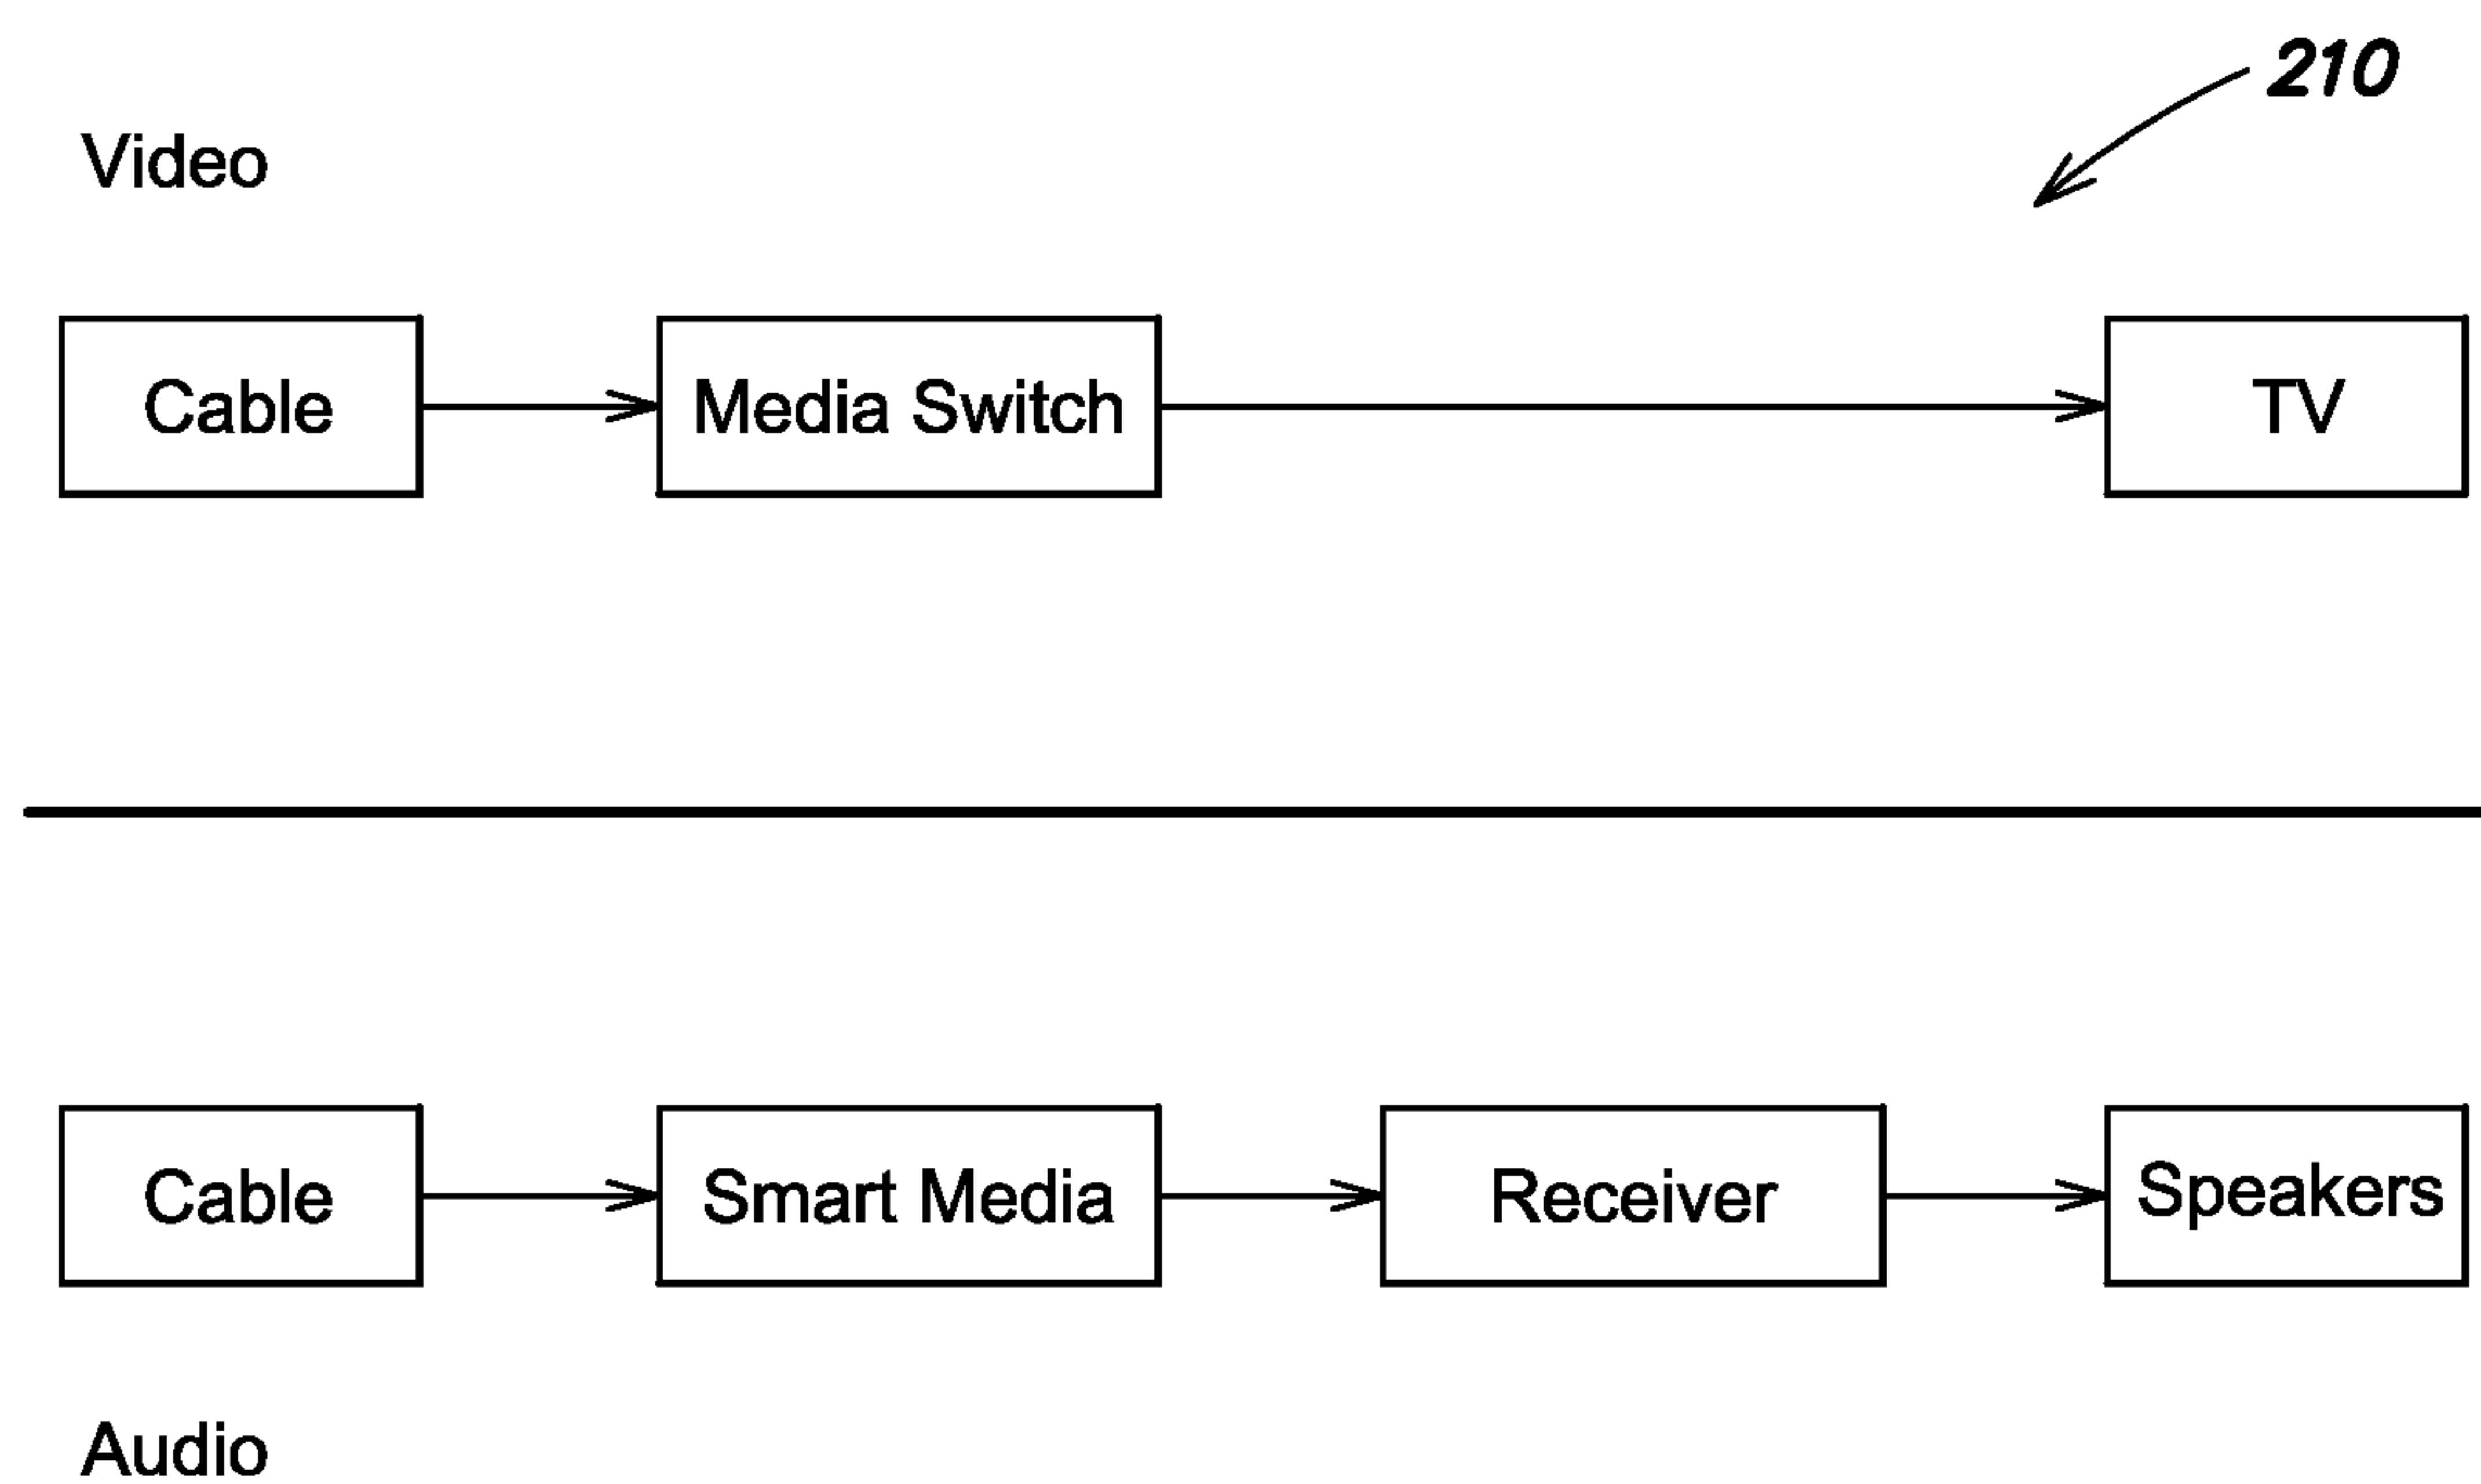 210
Video
Cable
Media Switch
TV
Cable
Smart Media
Receiver
Speakers
Audio